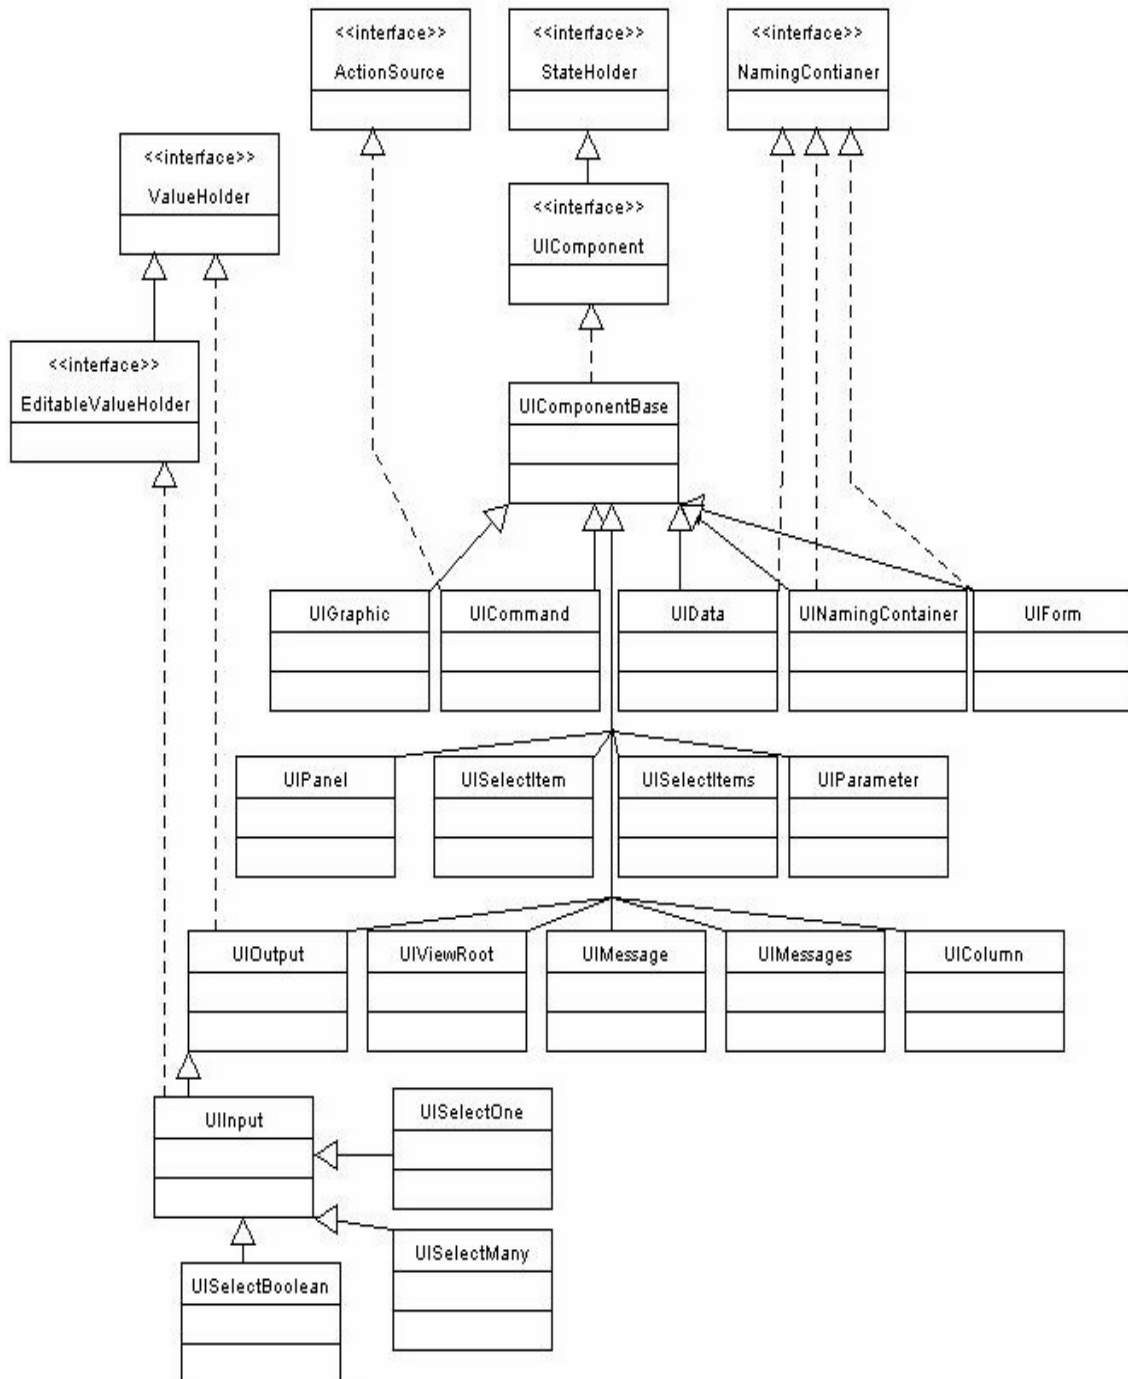 <<interface>>
ActionSource
<<interface>>
StateHolder
<<interface>>
NamingContianer
<<interface>>
ValueHolder
<<interface>>
UIComponent
<<interface>>
EditableValueHolder
UIComponentBase
UIGraphic
UICommand
UIData
UINamingContainer
UIForm
UIPanel
UISelectItem
UISelectItems
UIParameter
UIOutput
UIViewRoot
UIMessage
UIMessages
UIColumn
UIInput
UISelectOne
UISelectMany
UISelectBoolean